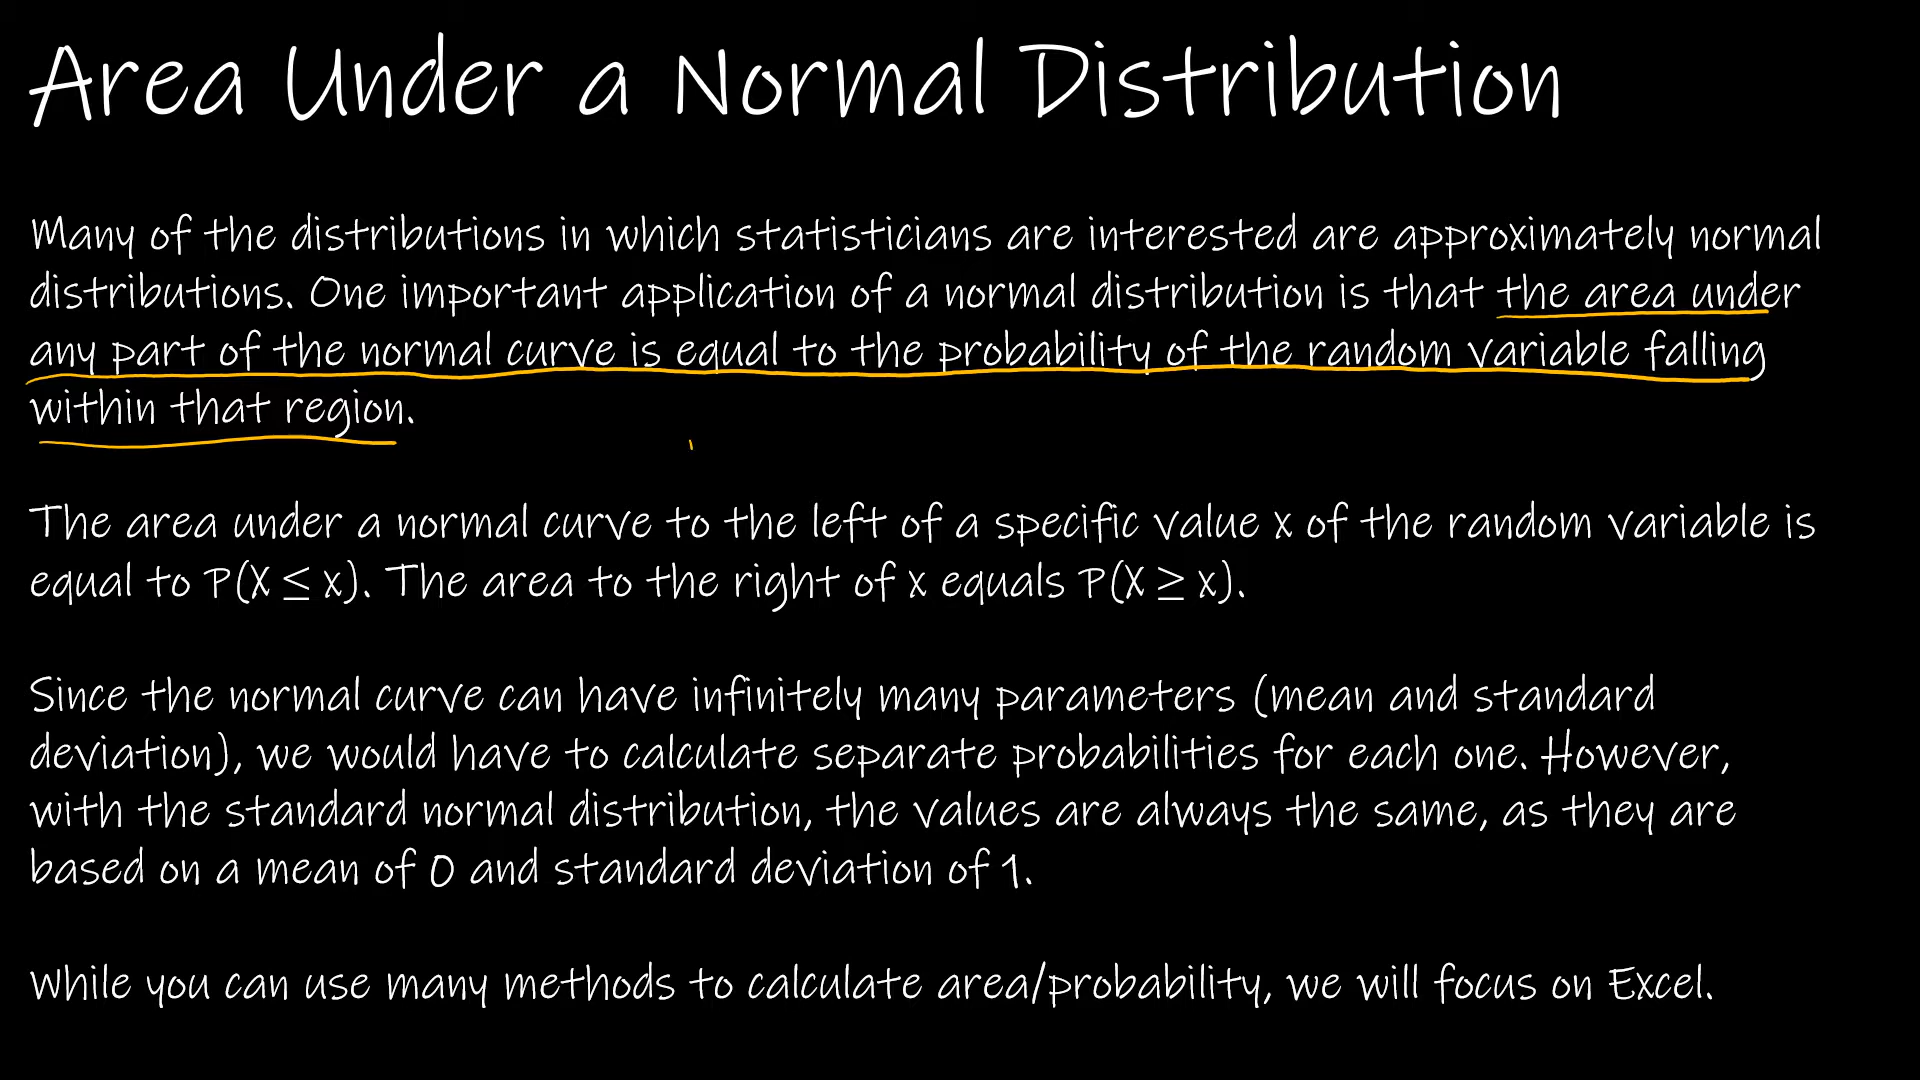 Area Under a Normal Distribution
Many of the distributions in which statisticians are interested are approximately normal
distributions. One important application of a normal distribution is that the area under
any part of the normal curve is equal to the probability of the random variable falling
within that region.
The area under a normal curve to the left of a specific value x of the random variable is
equal to P(X ≤ x). The area to the right of x equals P(X ≥ x).
Since the normal curve can have infinitely many parameters (mean and standard
deviation), we would have to calculate separate probabilities for each one. However,
with the standard normal distribution, the values are always the same, as they are
based on a mean of 0 and standard deviation of 1.
While you can use many methods to calculate area/probability, we will focus on Excel.